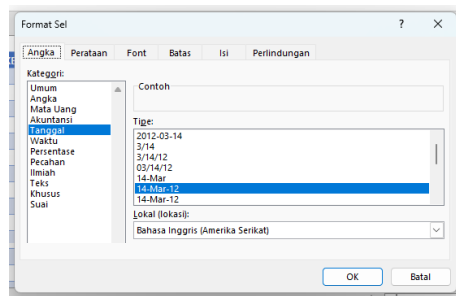 Format Sel
? ×
Angka Perataan Font Batas Isi Perlindungan
Kategori:
Umum
Angka
Mata Uang
Akuntansi
Tanggal
Waktu
Persentase
Pecahan
Ilmiah
Teks
Khusus
Suai
Contoh
Tipe:
2012-03-14
3/14
3/14/12
03/14/12
14-Mar
14-Mar-12
14-Mar-12
Lokal (lokasi):
Bahasa Inggris (Amerika Serikat)
OK Batal